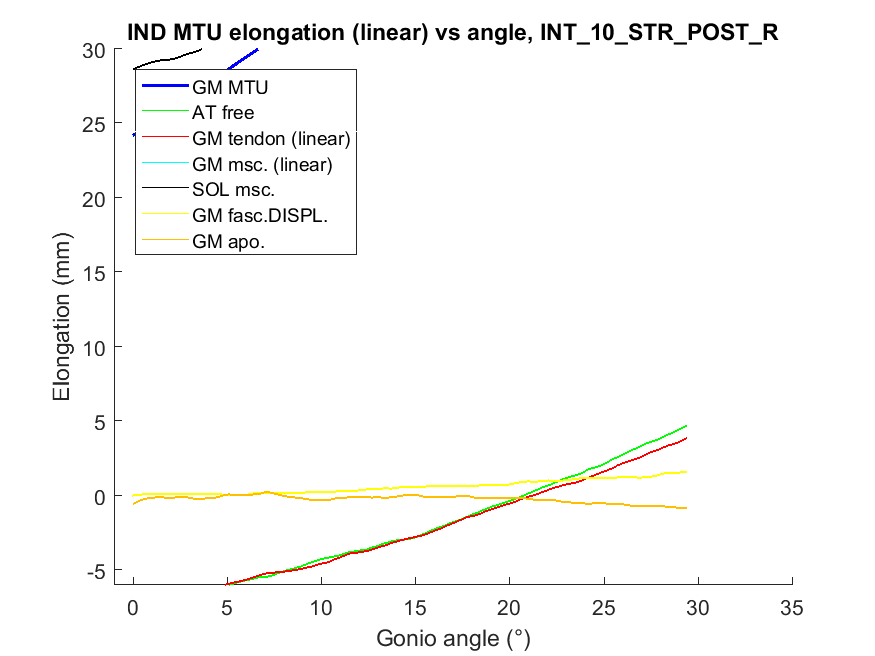 IND MTU elongation (linear) vs angle, INT_10_STR_POST_R
30
25
20
15
10
5
0
-5
Elongation (mm)
GM MTU
AT free
GM tendon (linear)
GM msc. (linear)
SOL msc.
GM fasc.DISPL.
GM apo.
0 5 10 15 20 25 30 35
Gonio angle (°)